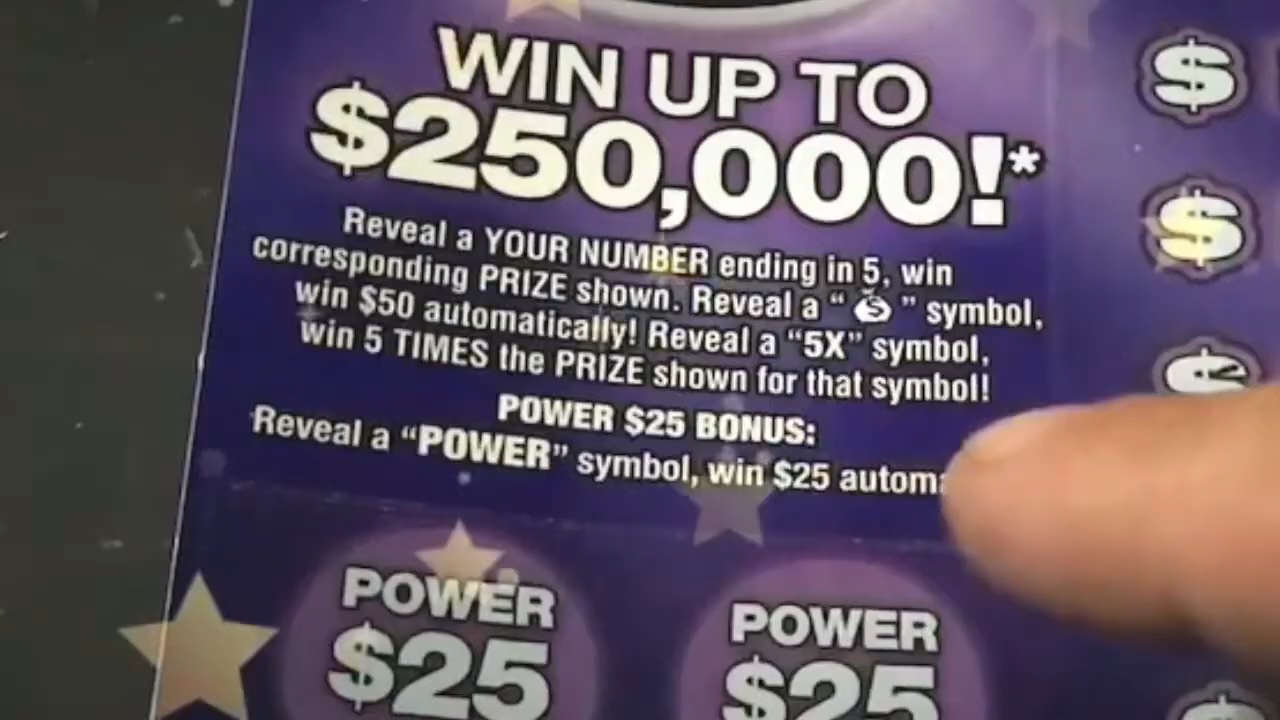 WIN UP TO
$250,000!*
Reveal a YOUR NUMBER ending in 5, win
corresponding PRIZE shown. Reveal a “ $ ” symbol,
win $50 automatically! Reveal a “5X” symbol,
win 5 TIMES the PRIZE shown for that symbol!
POWER $25 BONUS:
Reveal a “POWER” symbol, win $25
POWER
$25
POWER
$25
$
$
$
$